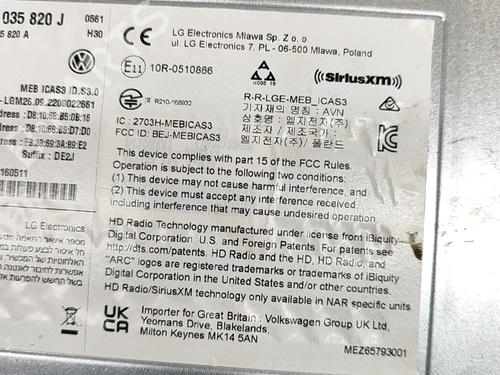 035 820 J
0561
820 A
H30
MEB ICAS3 ID.S3.0
LG Electronics
LG Electronics Mlawa Sp. Z o. o
ul. LG Electronics 7, PL - 06-500 Mlawa, Poland
CE
E11 10R-0510866
R 005 19
((SiriusXM))
R210-168932
IC : 2703H-MEBICAS3
FCC ID: BEJ-MEBICAS3
R-R-LGE-MEB_ICAS3
기자재의 명칭 : AVN
상호명 : 엘지전자(주)
제조자 / 제조국 :
엘지전자(주) / 폴란드
This device complies with part 15 of the FCC Rules.
Operation is subject to the following two conditions:
(1) This device may not cause harmful interference, and
(2) This device must accept any interference received,
including interference that may cause undesired operation
HD Radio Technology manufactured under license from iBiquity
Digital Corporation. U.S. and Foreign Patents. For patents see
http://dts.com/patents. HD Radio and the HD, HD Radio, and
"ARC" logos are registered trademarks or trademarks of iBiquity
Digital Corporation in the United States and/or other countries.
HD Radio/SiriusXM technology only available in NAR specific units
UK
CA
Importer for Great Britain: Volkswagen Group UK Ltd,
Yeomans Drive, Blakelands,
Milton Keynes MK14 5AN
MEZ65793001
Suffix : DE2J
160511